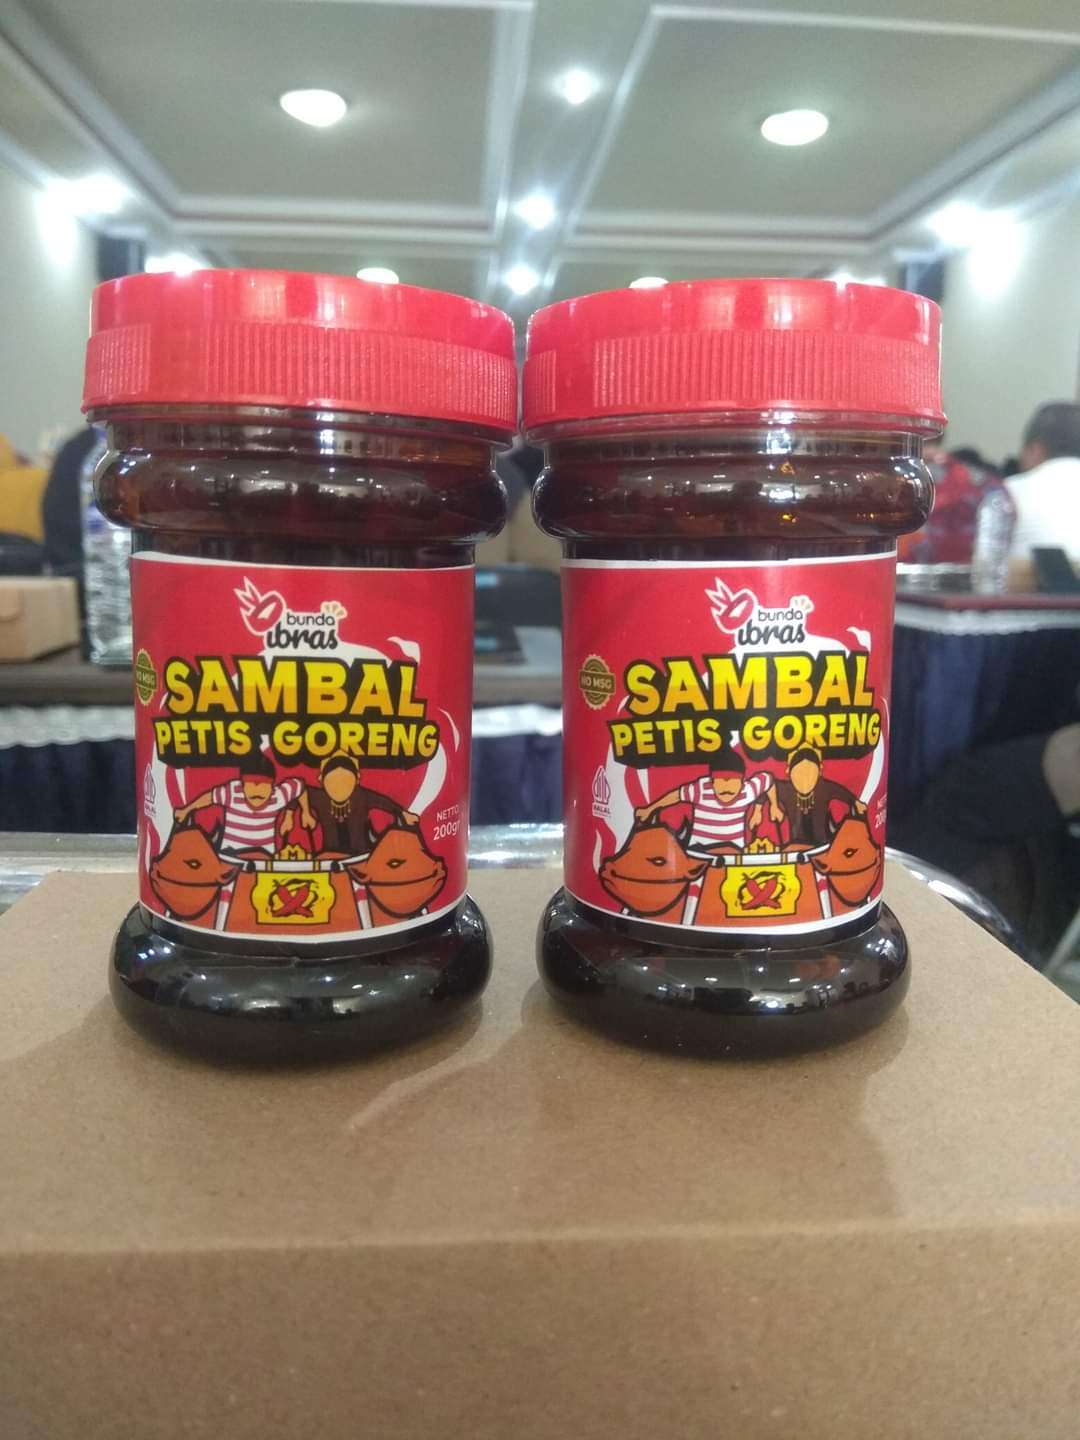 bunda
ibras
NO MSG
SAMBAL
PETIS GORENG
HALAL
NETTO
200gr
M
bunda
ibras
NO MSG
SAMBAL
PETIS GORENG
HALAL
M